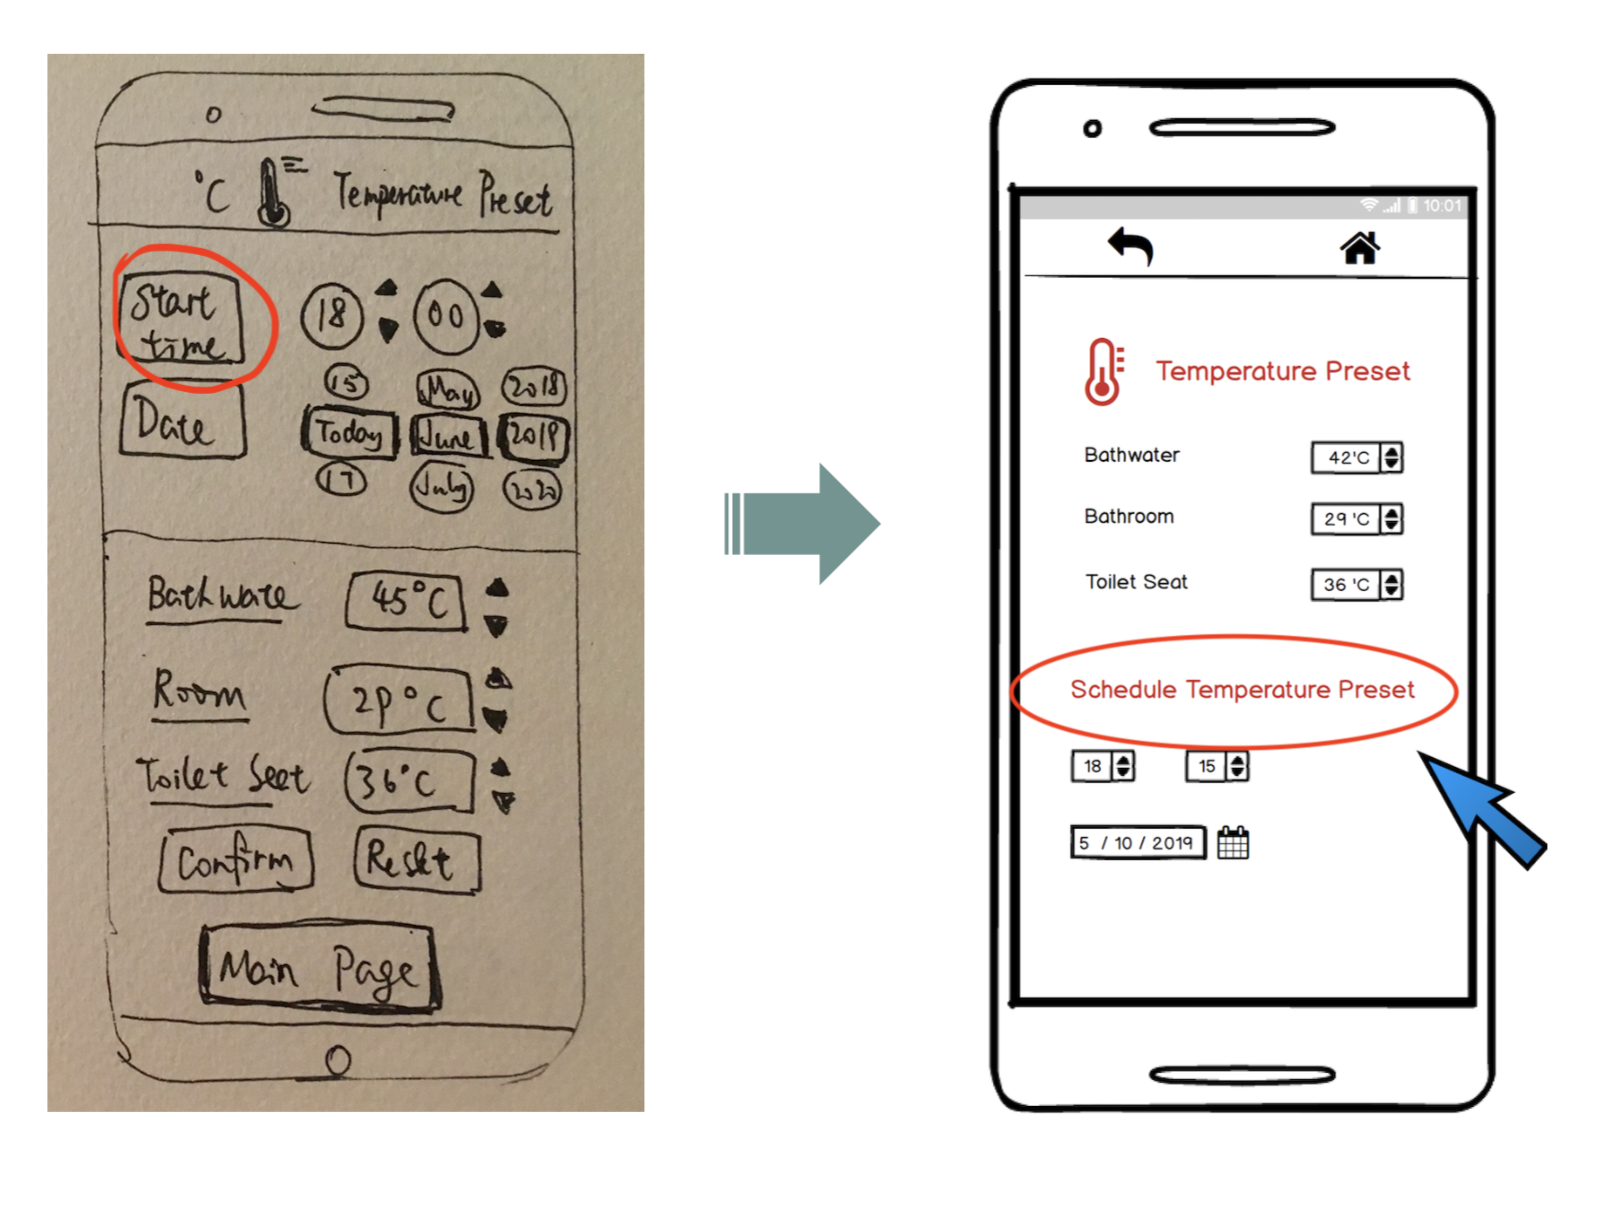 °C Temperature Preset
Start
time
18 00
15 May 2018
Date Today June 2019
17 July 2020
Bathwate 45°C
Room 29°C
Toilet Seat 36°C
Confirm Reset
Main Page
10:01
Temperature Preset
Bathwater 42'C
Bathroom 29 'C
Toilet Seat 36 'C
Schedule Temperature Preset
18 15
5 / 10 / 2019